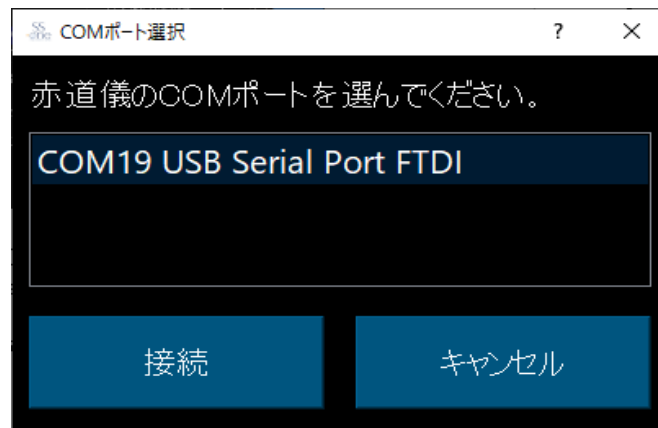 SS one COMポート選択
赤道儀のCOMポートを選んでください。
COM19 USB Serial Port FTDI
接続
キャンセル